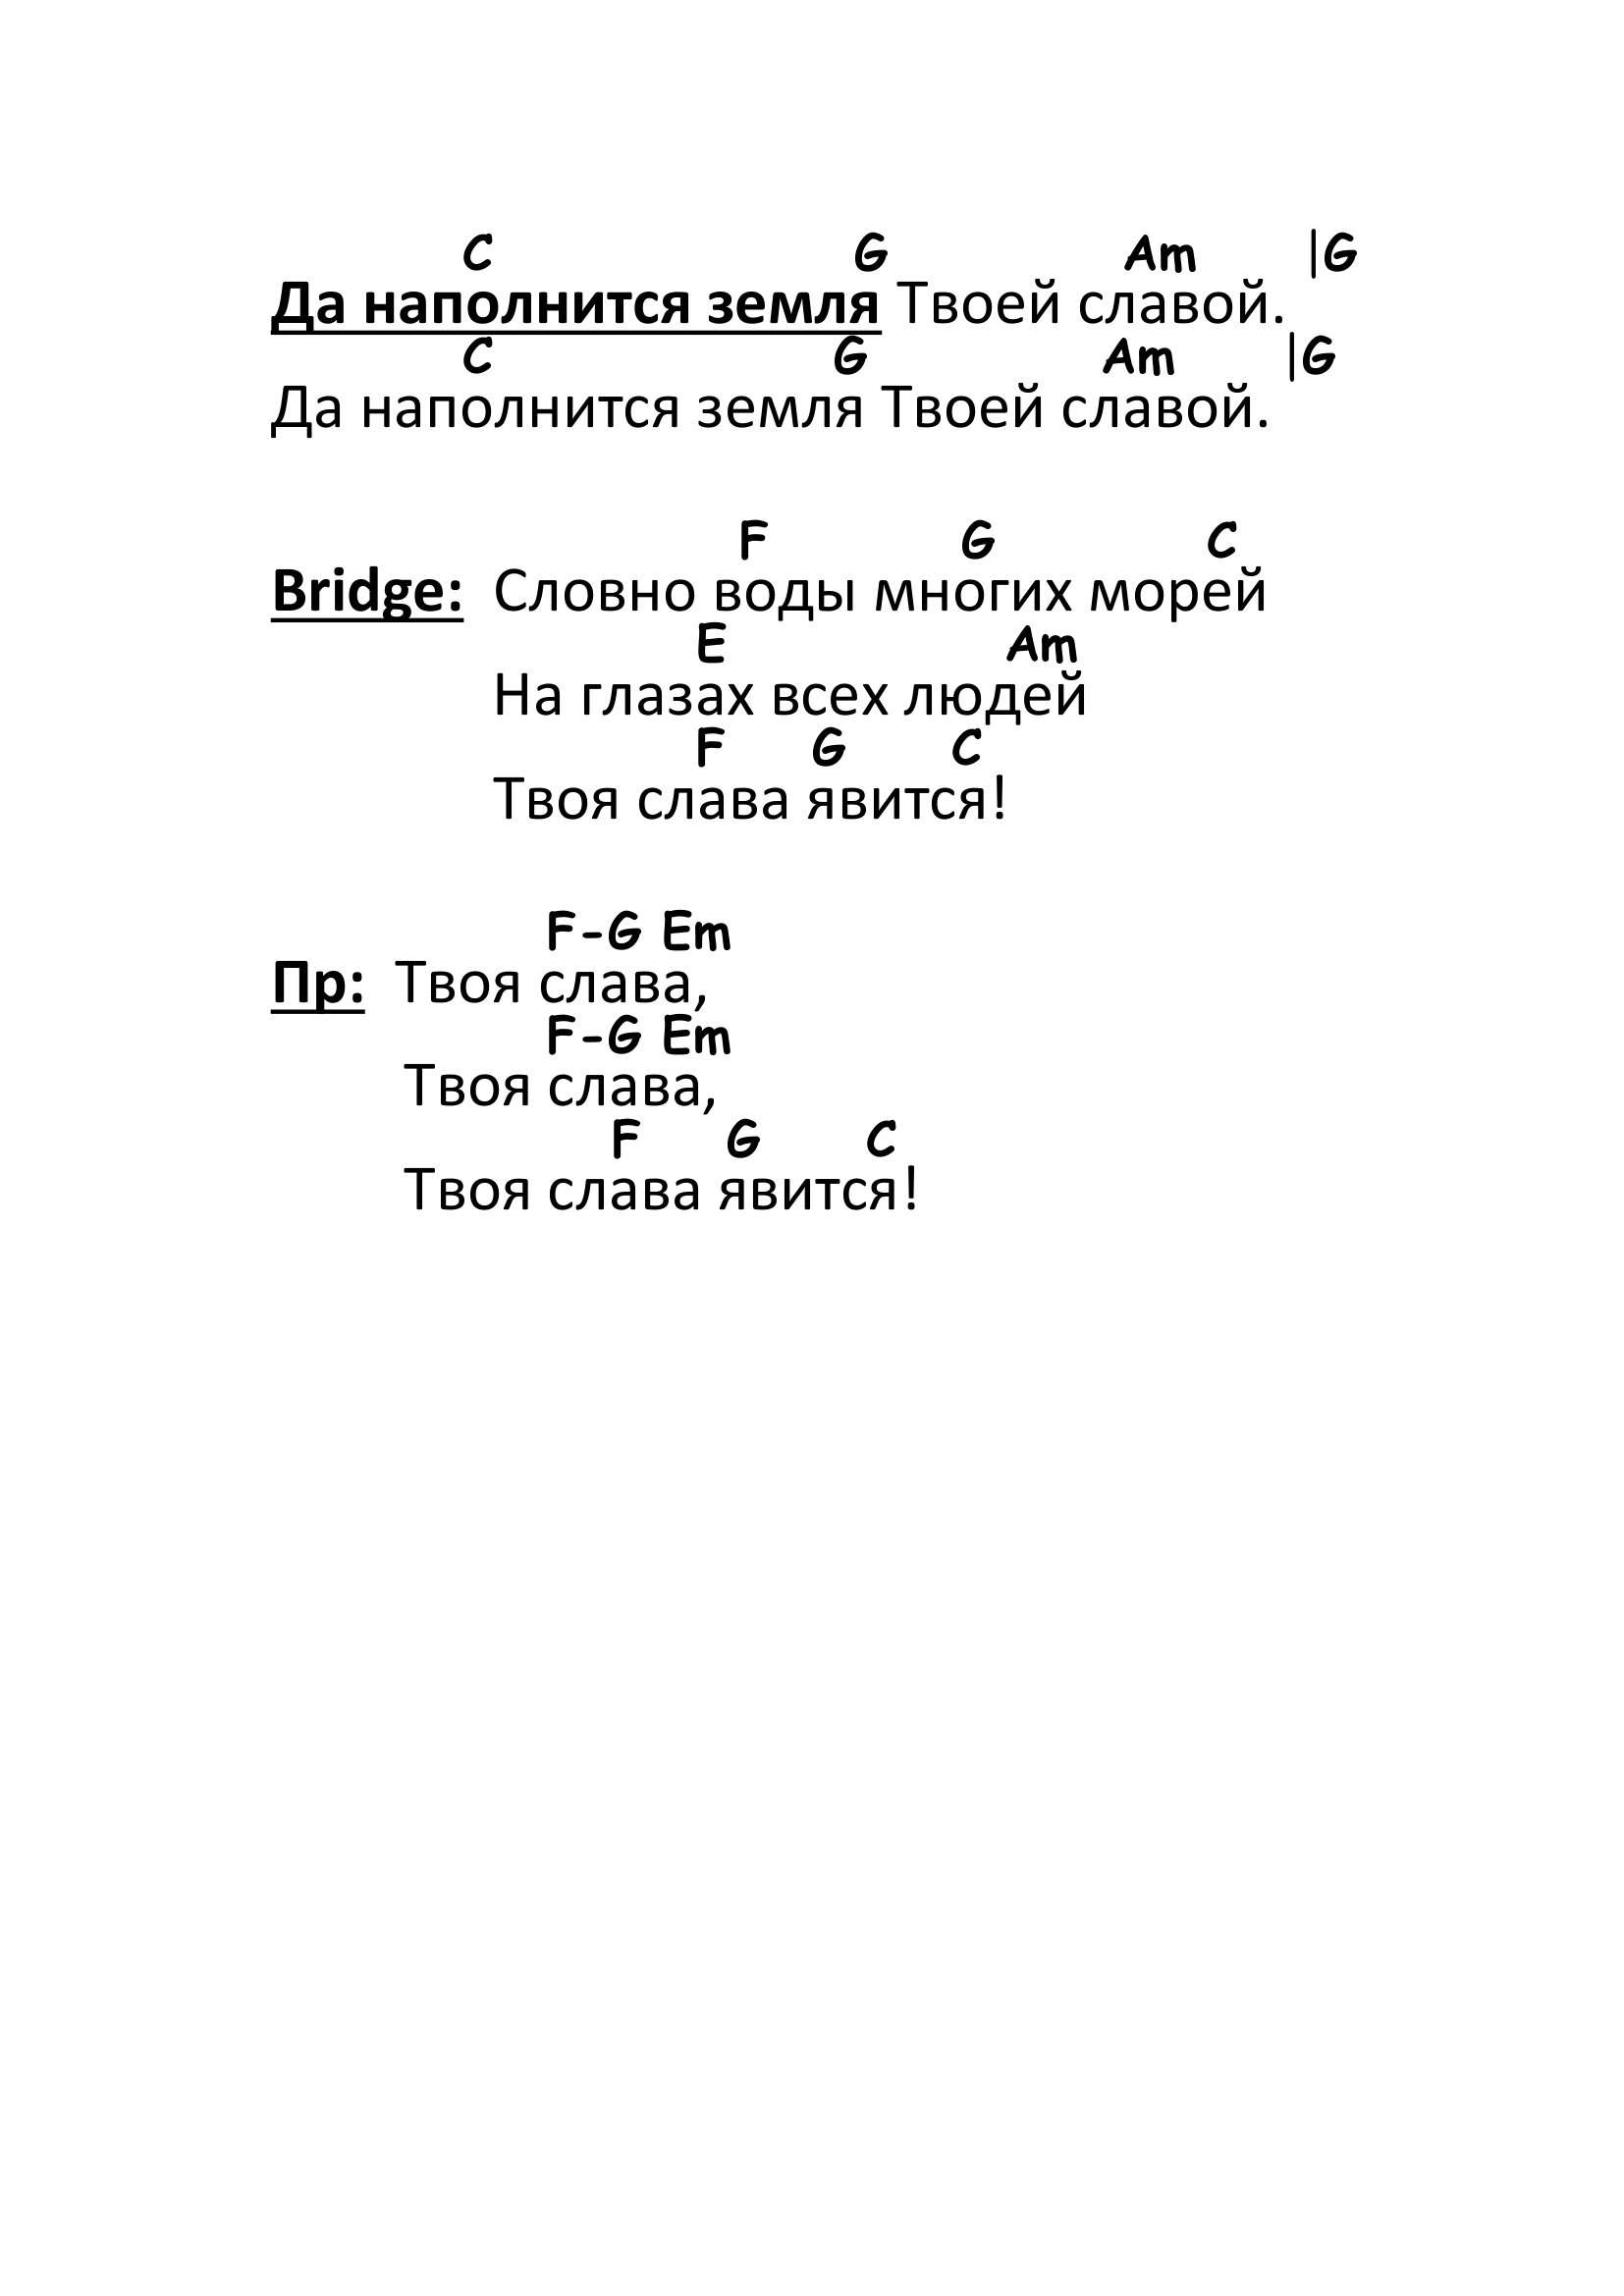 C G Am |G
Да наполнится земля Твоей славой.
C G Am |G
Да наполнится земля Твоей славой.
F G C
Bridge: Словно воды многих морей
E Am
На глазах всех людей
F G C
Твоя слава явится!
F-G Em
Пр: Твоя слава,
F-G Em
Твоя слава,
F G C
Твоя слава явится!